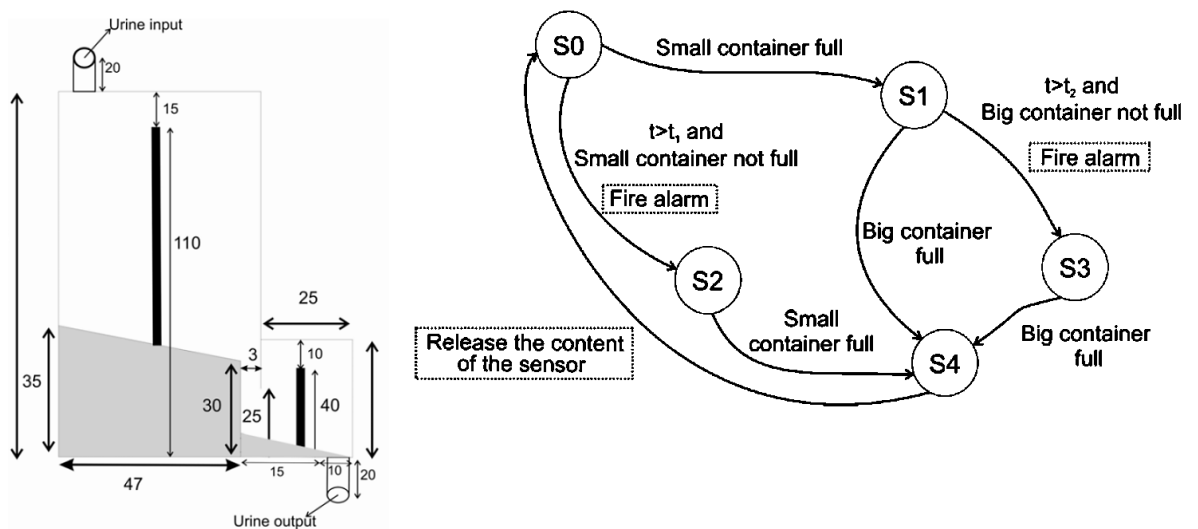 Urine input
20
15
110
25
3
10
35
30
25
40
15
10
20
47
Urine output
S0
Small container full
S1
t>t₁ and
Small container not full
Fire alarm
t>t₂ and
Big container not full
Fire alarm
Big container
full
S2
S3
Small
container full
Big container
full
Release the content
of the sensor
S4